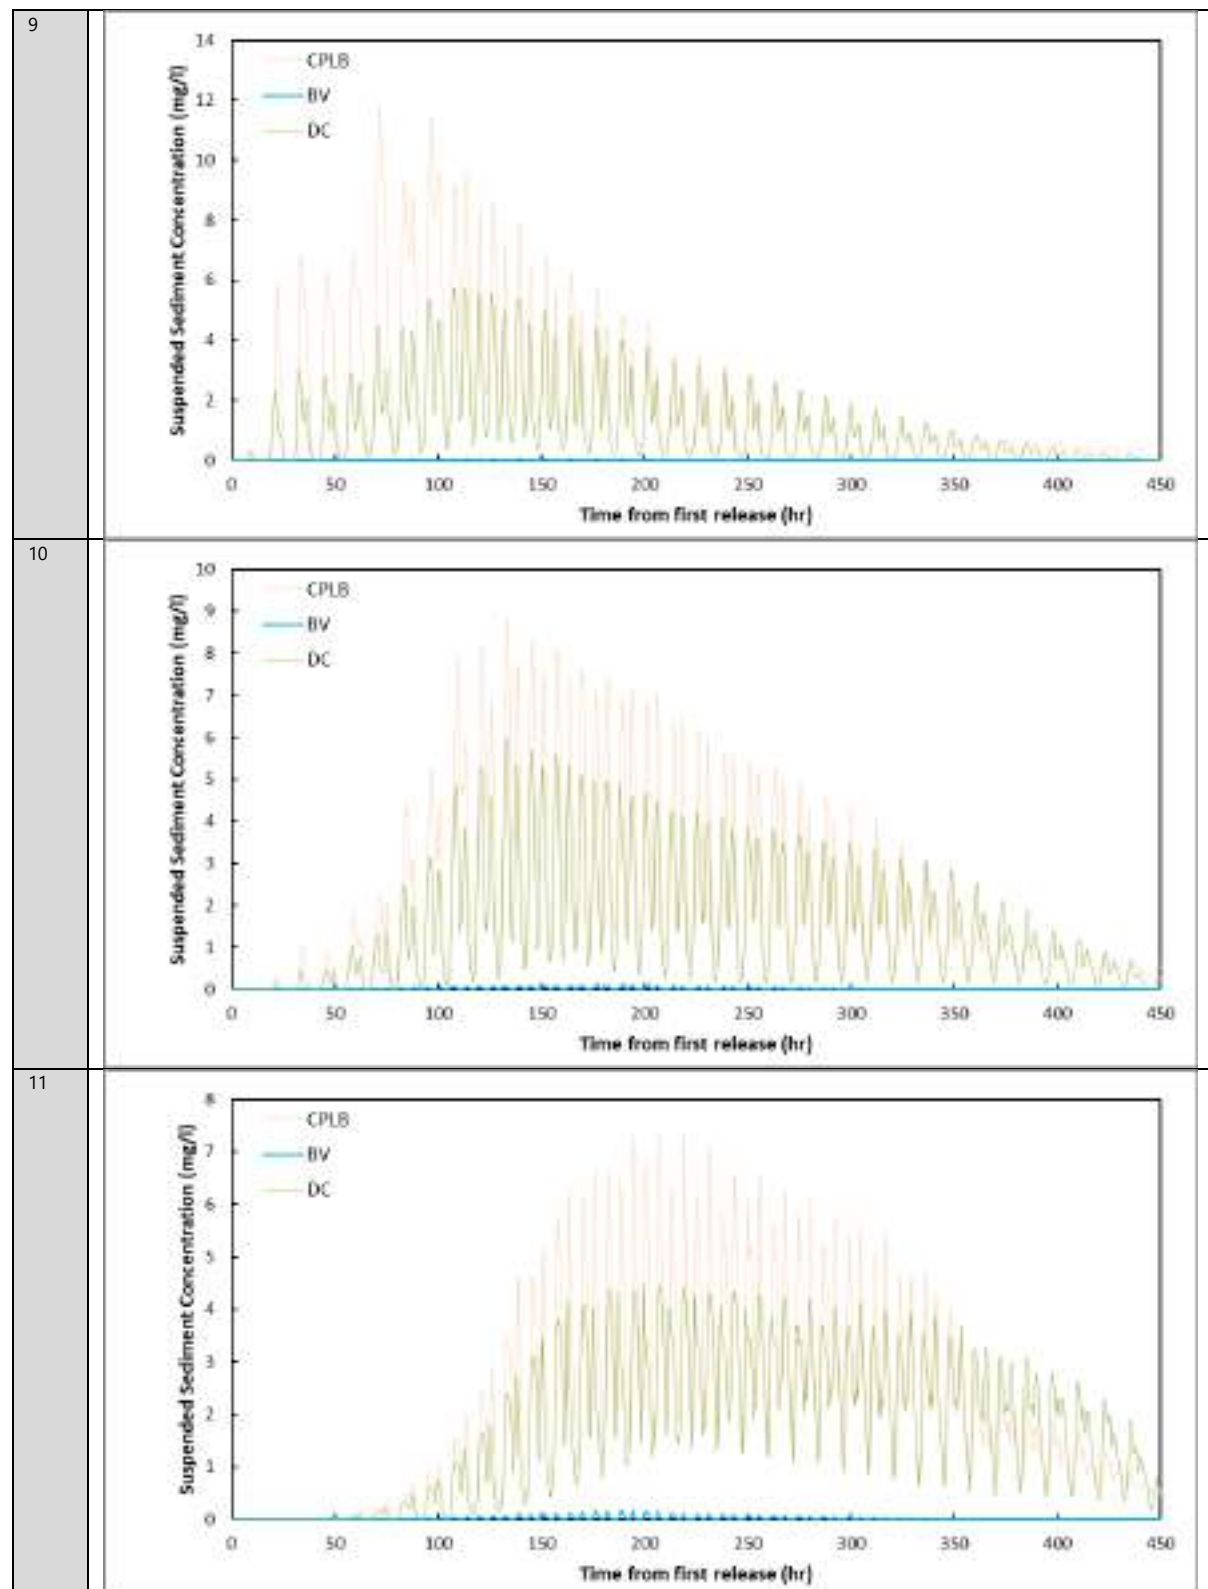 9
Suspended Sediment Concentration (mg/l)
14
12
10
8
6
4
2
0
CPLB
BV
DC
0 50 100 150 200 250 300 350 400 450
Time from first release (hr)
10
Suspended Sediment Concentration (mg/l)
10
9
8
7
6
5
4
3
2
1
0
CPLB
BV
DC
0 50 100 150 200 250 300 350 400 450
Time from first release (hr)
11
Suspended Sediment Concentration (mg/l)
8
7
6
5
4
3
2
1
0
CPLB
BV
DC
0 50 100 150 200 250 300 350 400 450
Time from first release (hr)